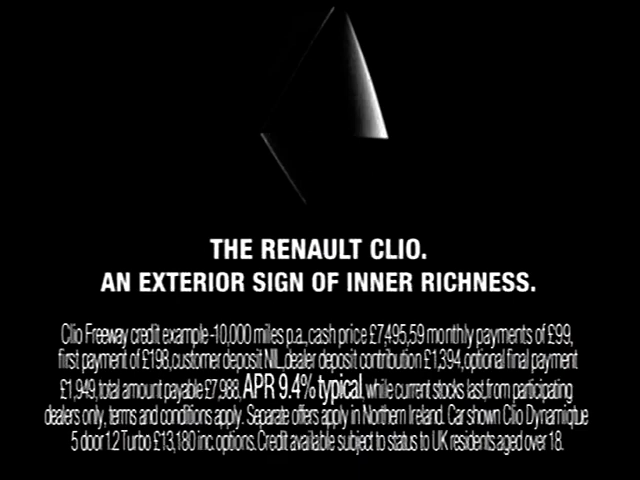 THE RENAULT CLIO.
AN EXTERIOR SIGN OF INNER RICHNESS.
Clio Freeway credit example -10,000 miles p.a., cash price £7,495,59 monthly payments of £99,
first payment of £198,customer deposit NIL,dealer deposit contribution £1,394,optional final payment
£1,949,total amount payable £7,988, APR 9.4% typical while current stocks last,from participating
dealers only, terms and conditions apply. Separate offers apply in Northern Ireland. Car shown Clio Dynamiqtue
5 door 1.2 Turbo £13,180 inc.options.Credit available subject to status to UK residents aged over 18.